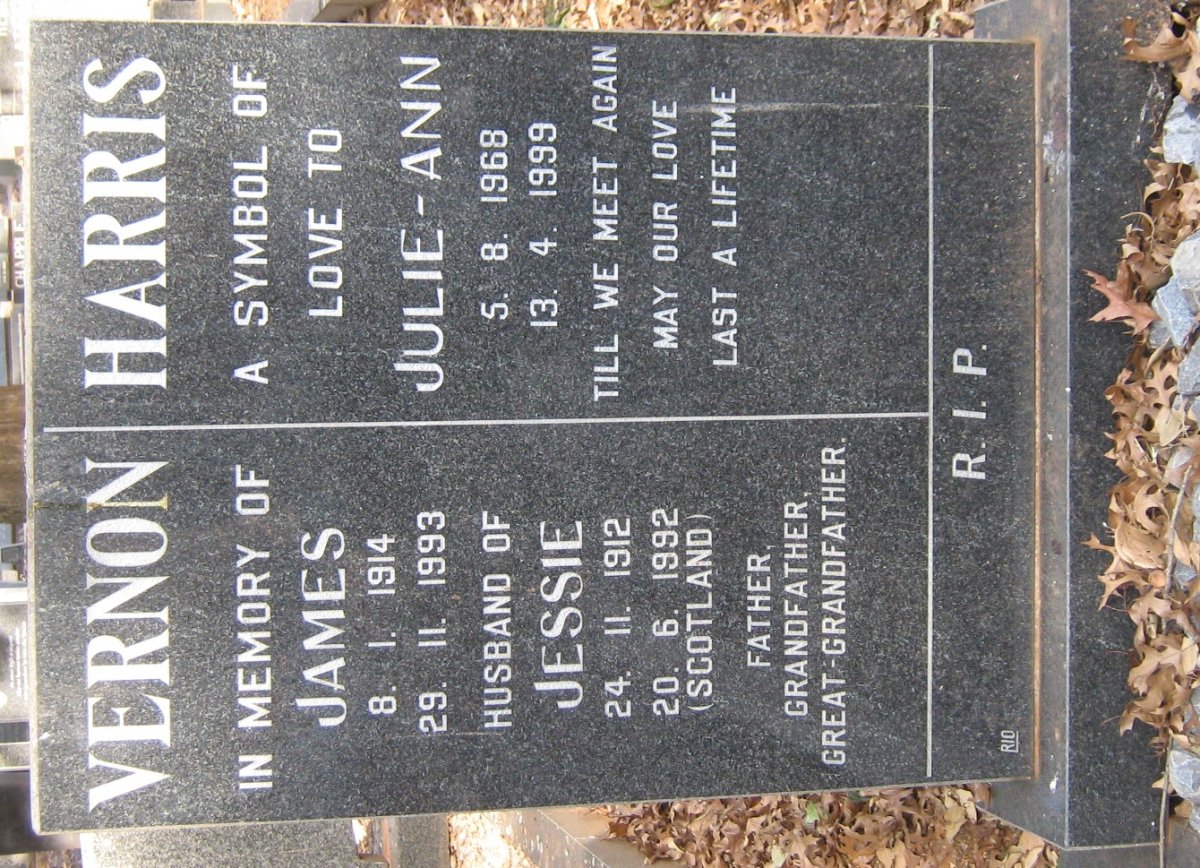 VERNON
IN MEMORY OF
JAMES
8. 1. 1914
29. 11. 1993
HUSBAND OF
JESSIE
24. 11. 1912
20. 6. 1992
(SCOTLAND)
FATHER,
GRANDFATHER,
GREAT-GRANDFATHER.
HARRIS
A SYMBOL OF
LOVE TO
JULIE-ANN
5. 8. 1968
13. 4. 1999
TILL WE MEET AGAIN
MAY OUR LOVE
LAST A LIFETIME
R. I. P.
RIO
CHAPPLE